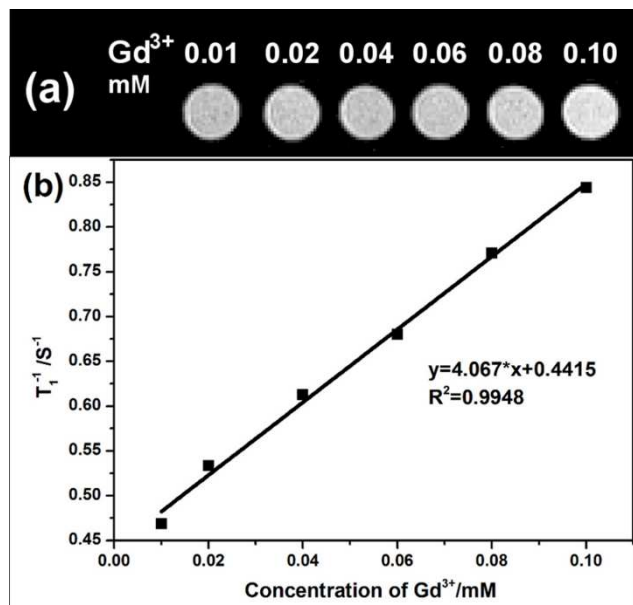 Gd³⁺ 0.01 0.02 0.04 0.06 0.08 0.10
mM
(a)
(b)
0.85
0.80
0.75
0.70
0.65
0.60
0.55
0.50
0.45
T₁⁻¹/S⁻¹
y=4.067*x+0.4415
R²=0.9948
0.00 0.02 0.04 0.06 0.08 0.10
Concentration of Gd³⁺/mM